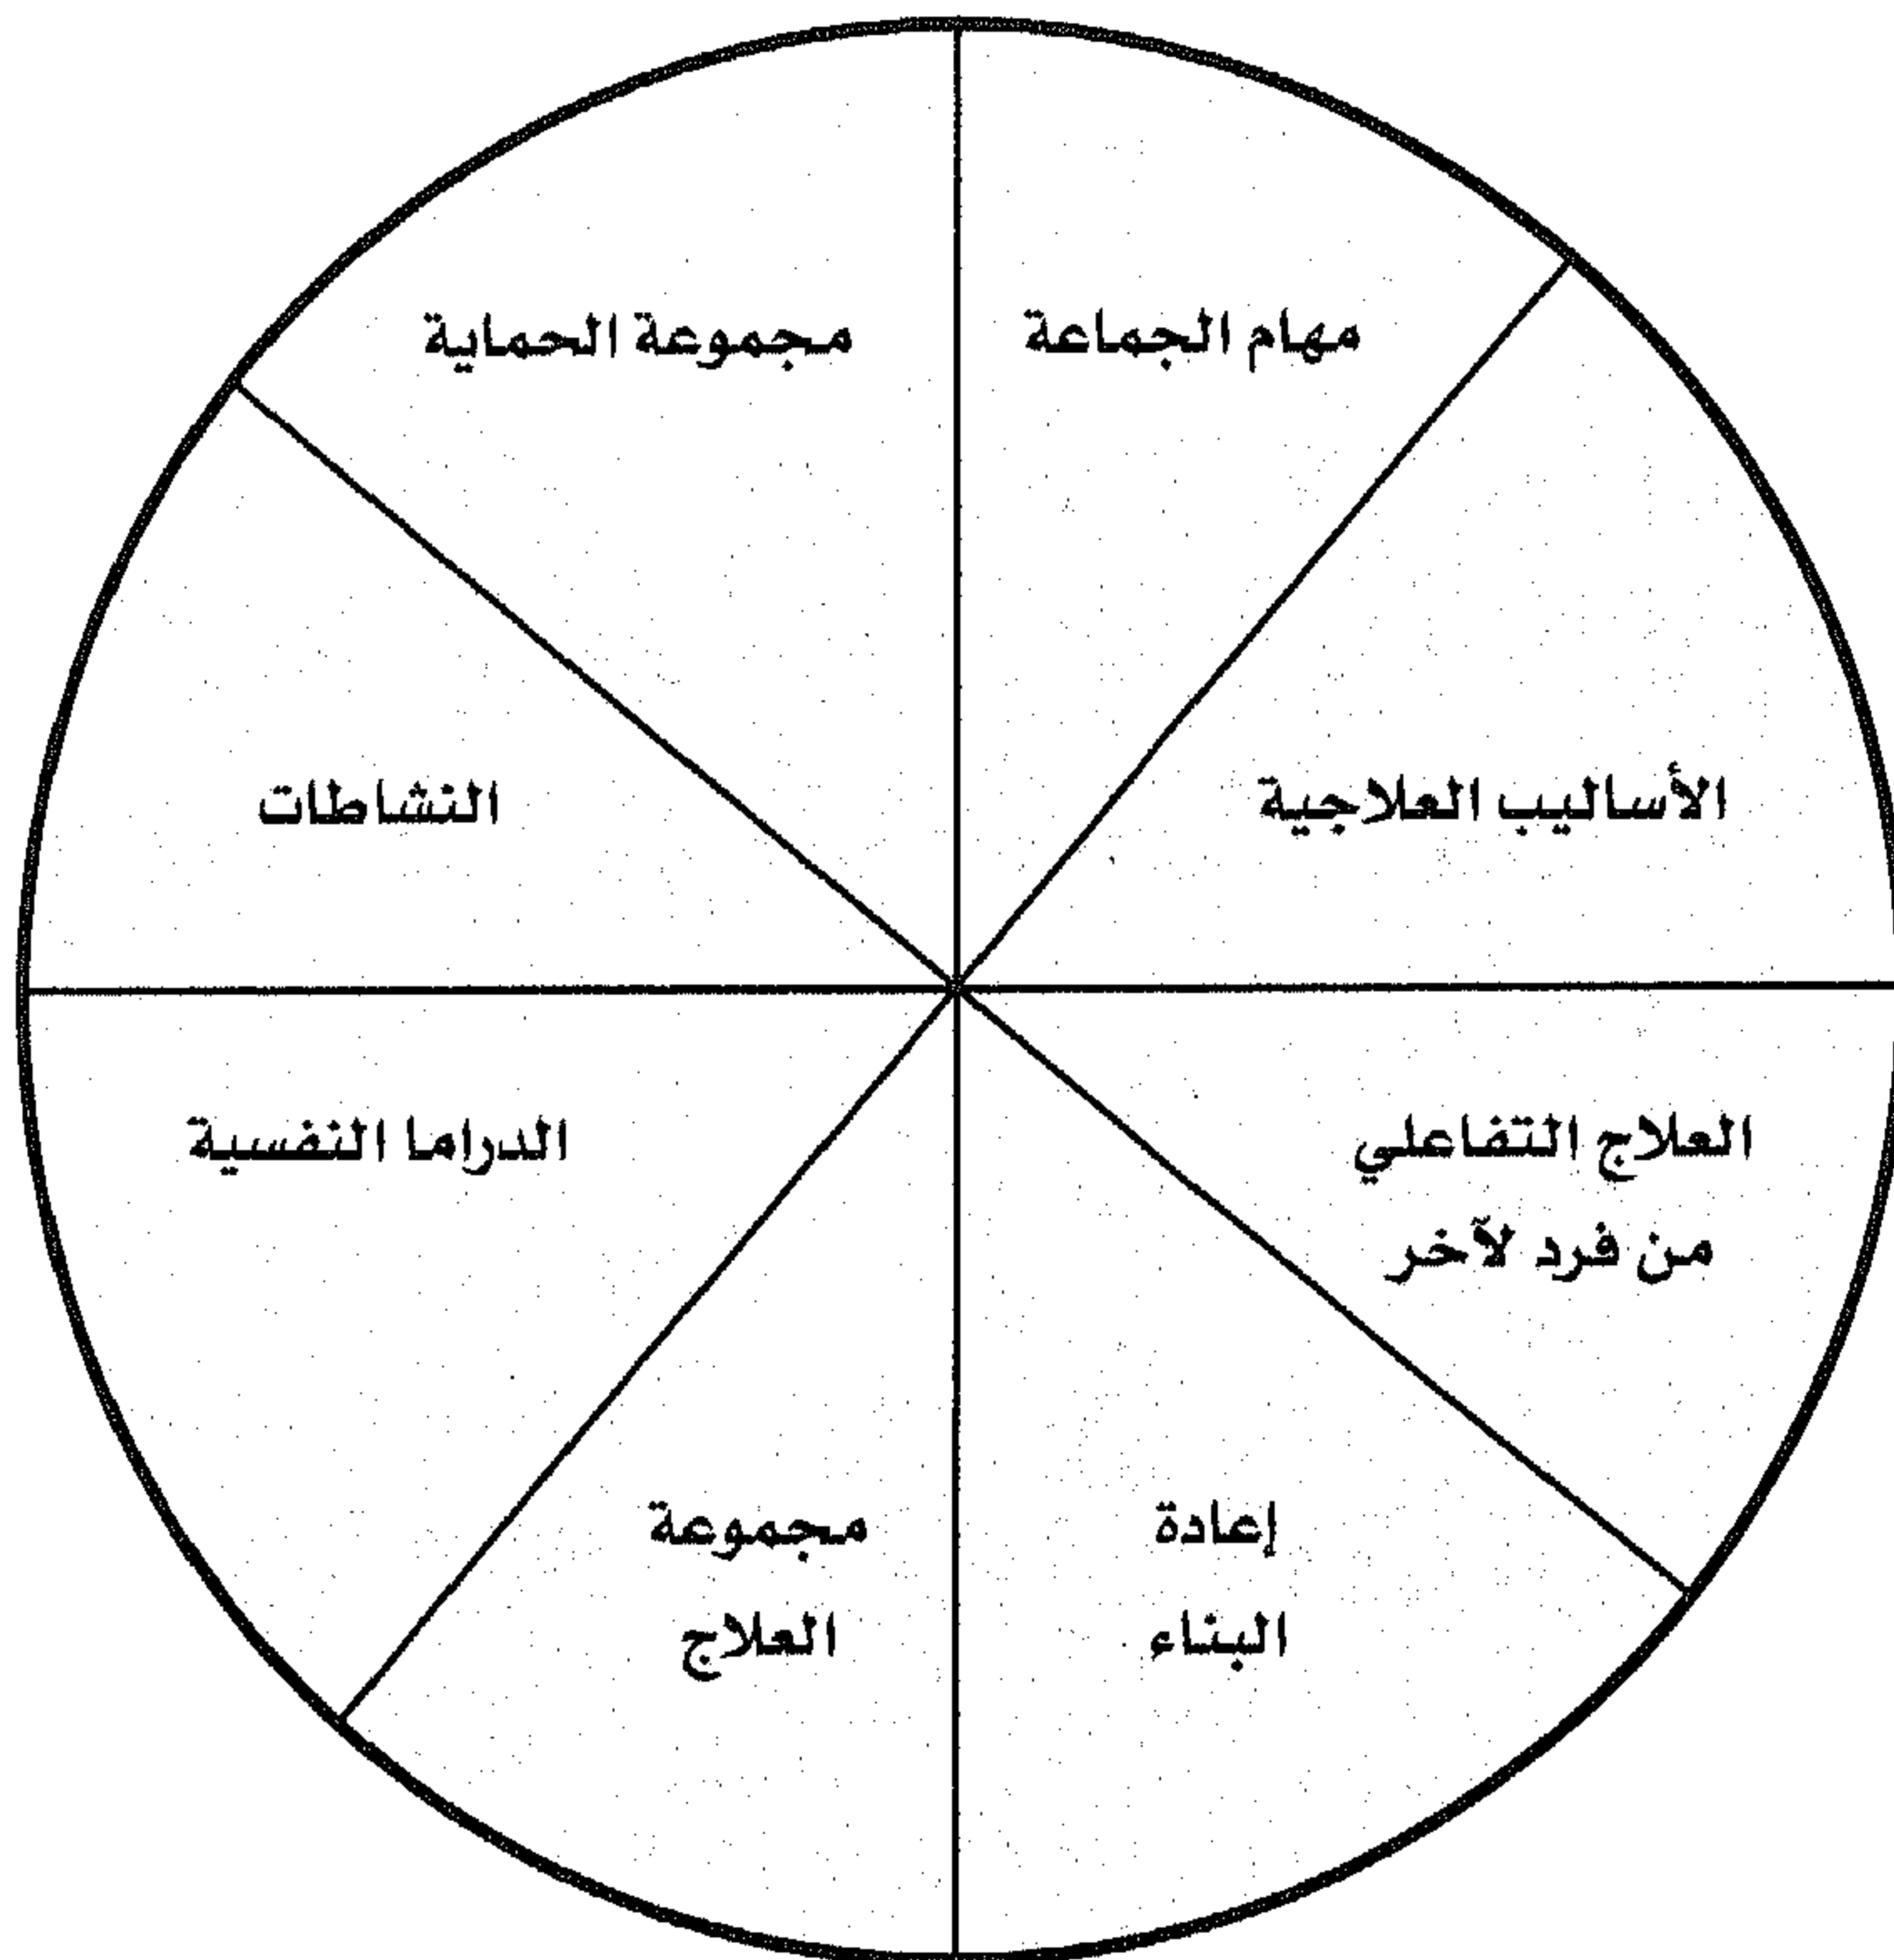 مهام الجماعة
مجموعة الحماية
الأساليب العلاجية
النشاطات
العلاج التفاعلي
من فرد لآخر
الدراما النفسية
إعادة
البناء
مجموعة
العلاج